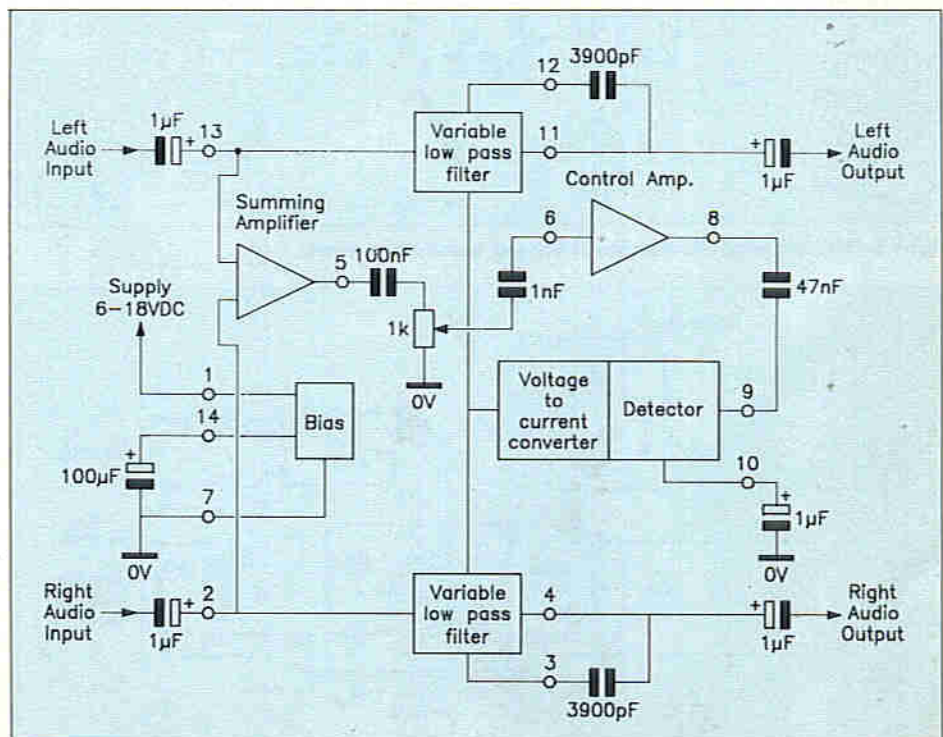 3900pF
12
1µF
+
13
Left
Audio
Input
Variable
low pass
filter
11
+
1µF
Left
Audio
Output
Control Amp.
Summing
Amplifier
5
100nF
6
8
1nF
47nF
Supply
6–18VDC
1k
0V
1
14
Bias
Voltage
to
current
converter
Detector
9
10
+
100µF
7
0V
+
1µF
0V
Right
Audio
Input
1µF
+
2
Variable
low pass
filter
4
+
1µF
Right
Audio
Output
3
3900pF